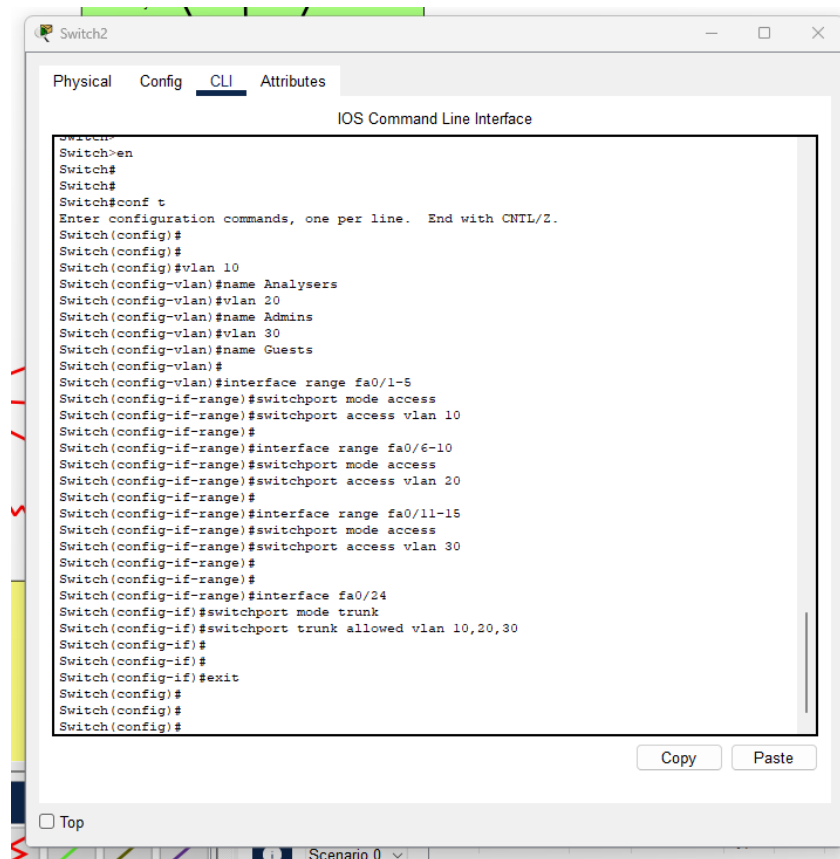 Switch2
Physical Config CLI Attributes
IOS Command Line Interface
Switch>
Switch>en
Switch#
Switch#
Switch#conf t
Enter configuration commands, one per line.  End with CNTL/Z.
Switch(config)#
Switch(config)#
Switch(config)#vlan 10
Switch(config-vlan)#name Analysers
Switch(config-vlan)#vlan 20
Switch(config-vlan)#name Admins
Switch(config-vlan)#vlan 30
Switch(config-vlan)#name Guests
Switch(config-vlan)#
Switch(config-vlan)#interface range fa0/1-5
Switch(config-if-range)#switchport mode access
Switch(config-if-range)#switchport access vlan 10
Switch(config-if-range)#
Switch(config-if-range)#interface range fa0/6-10
Switch(config-if-range)#switchport mode access
Switch(config-if-range)#switchport access vlan 20
Switch(config-if-range)#
Switch(config-if-range)#interface range fa0/11-15
Switch(config-if-range)#switchport mode access
Switch(config-if-range)#switchport access vlan 30
Switch(config-if-range)#
Switch(config-if-range)#
Switch(config-if-range)#interface fa0/24
Switch(config-if)#switchport mode trunk
Switch(config-if)#switchport trunk allowed vlan 10,20,30
Switch(config-if)#
Switch(config-if)#
Switch(config-if)#exit
Switch(config)#
Switch(config)#
Switch(config)#
Copy Paste
Top
Scenario 0